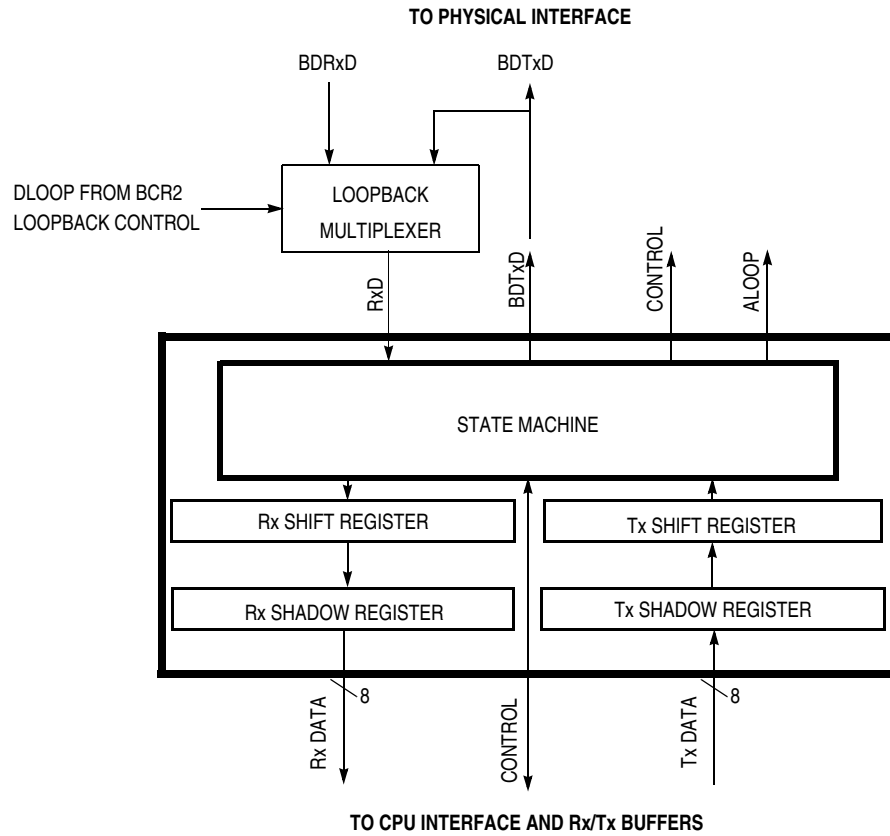 TO PHYSICAL INTERFACE
BDRxD
BDTxD
DLOOP FROM BCR2
LOOPBACK CONTROL
LOOPBACK
MULTIPLEXER
RxD
BDTxD
CONTROL
ALOOP
STATE MACHINE
Rx SHIFT REGISTER
Tx SHIFT REGISTER
Rx SHADOW REGISTER
Tx SHADOW REGISTER
8
8
Rx DATA
CONTROL
Tx DATA
TO CPU INTERFACE AND Rx/Tx BUFFERS